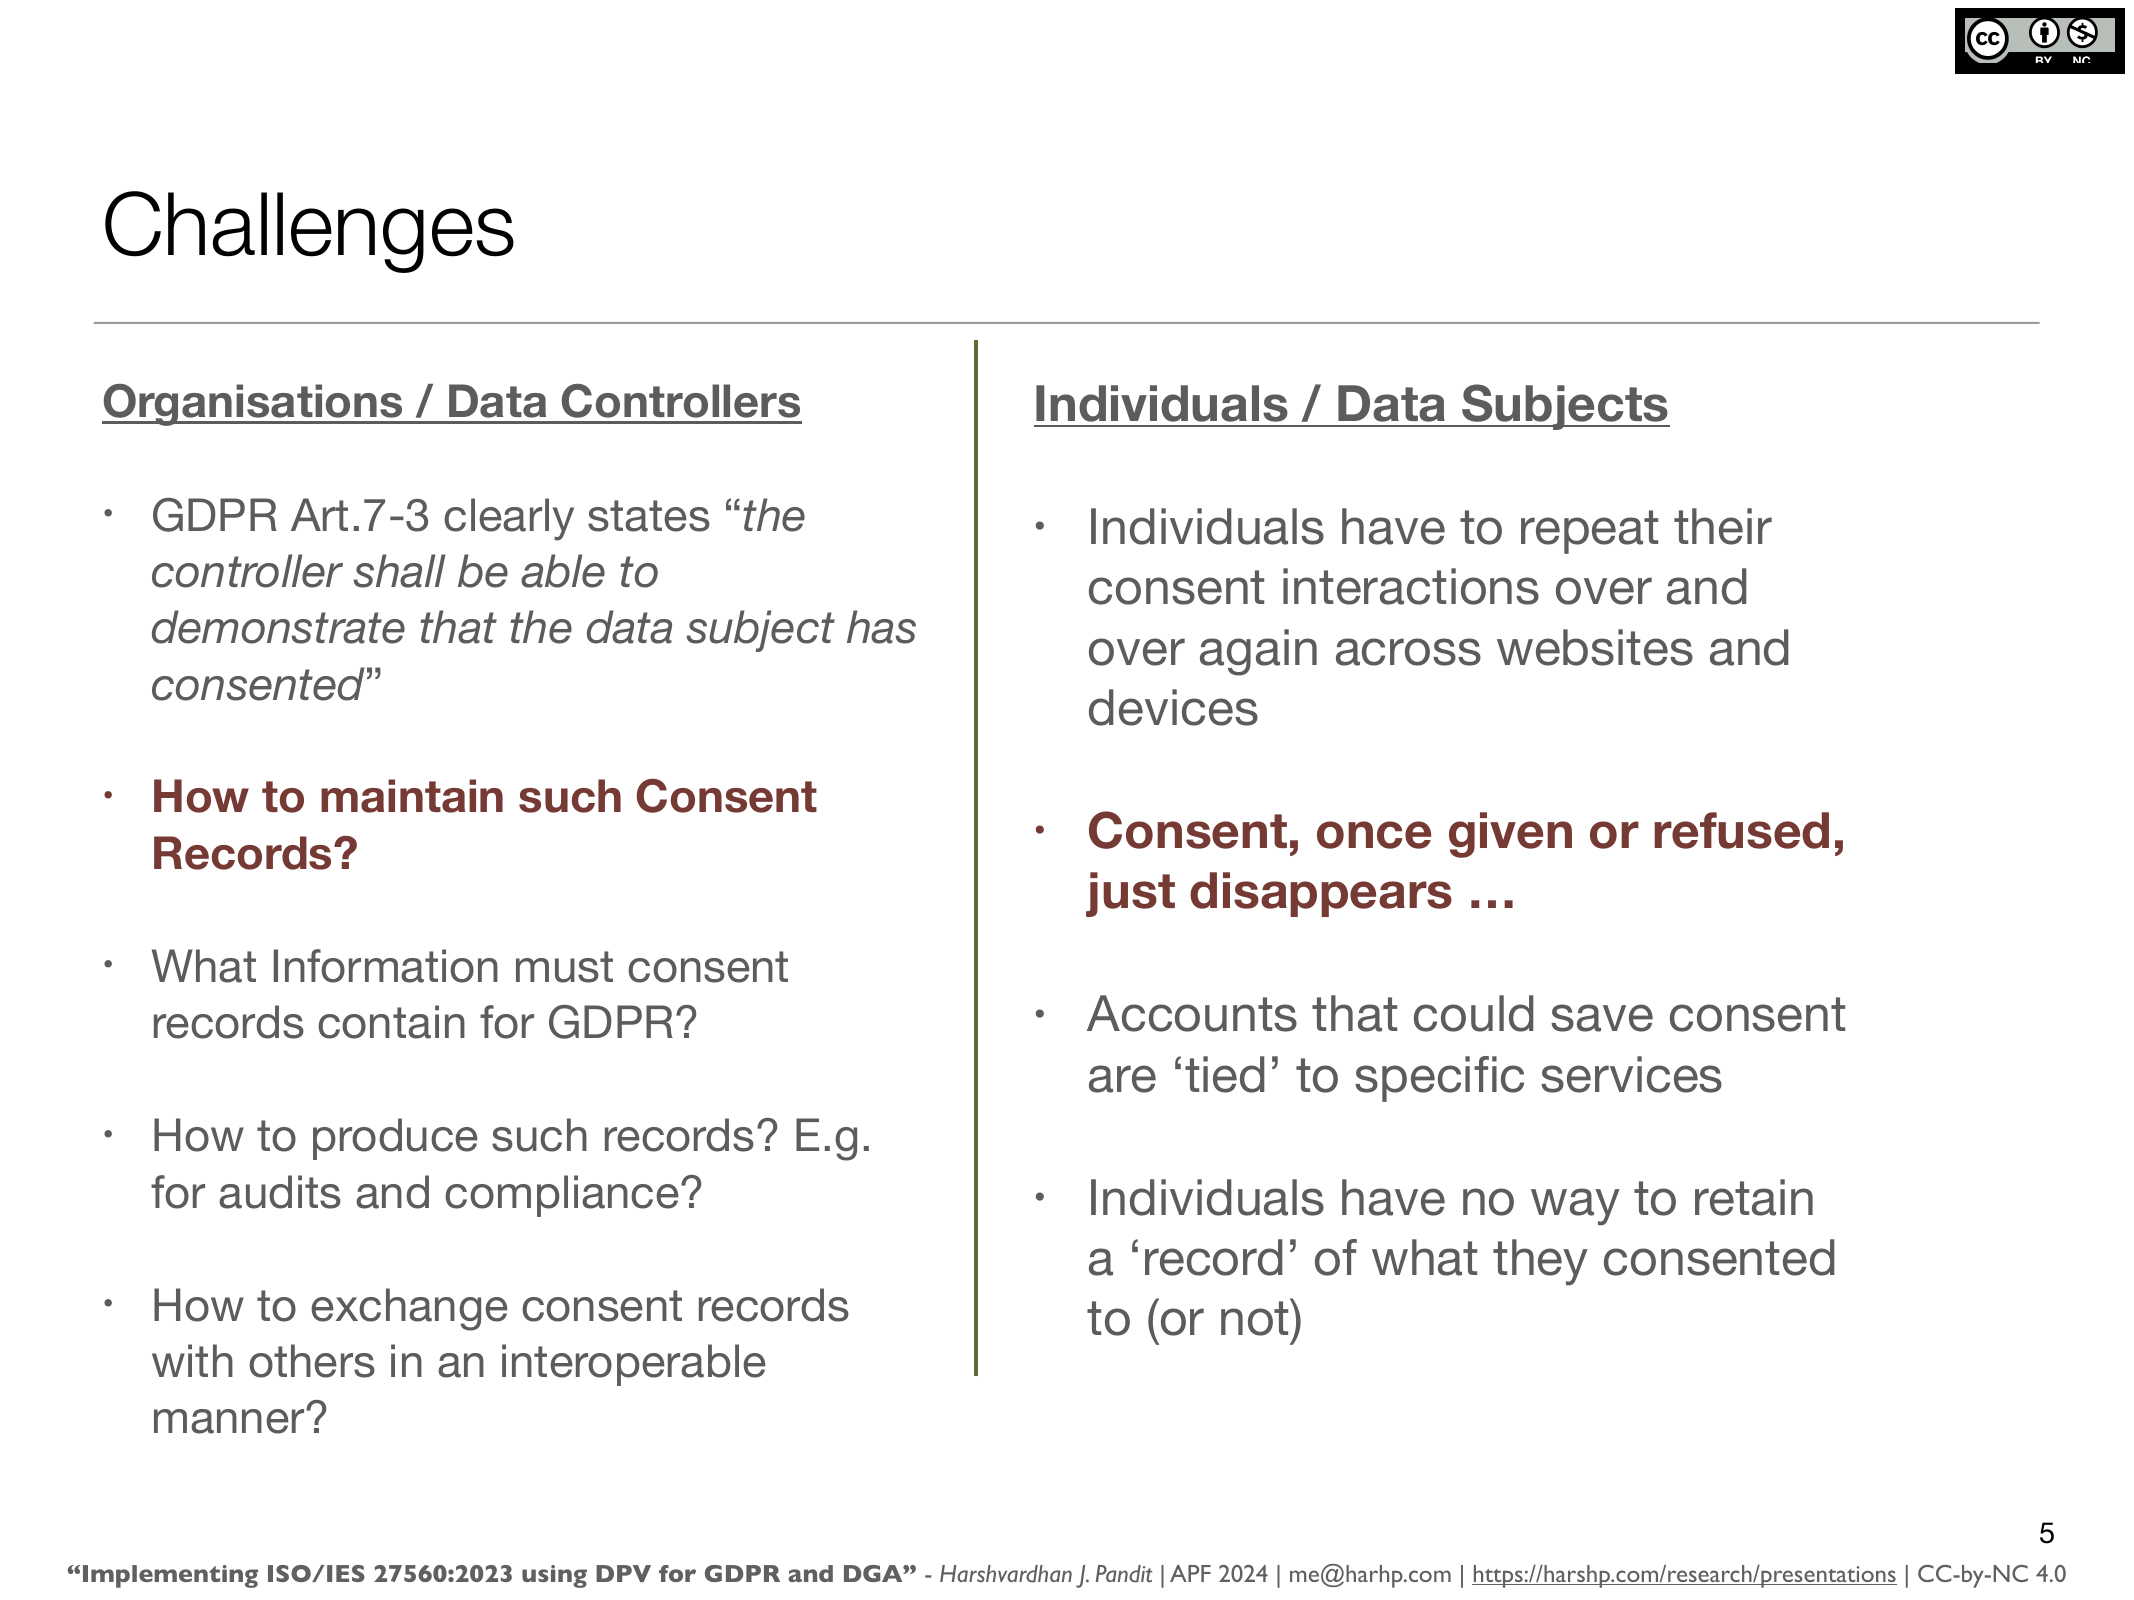 CC BY NC
Challenges
Organisations / Data Controllers
• GDPR Art.7-3 clearly states “the
controller shall be able to
demonstrate that the data subject has
consented”
• How to maintain such Consent
Records?
• What Information must consent
records contain for GDPR?
• How to produce such records? E.g.
for audits and compliance?
• How to exchange consent records
with others in an interoperable
manner?
Individuals / Data Subjects
• Individuals have to repeat their
consent interactions over and
over again across websites and
devices
• Consent, once given or refused,
just disappears …
• Accounts that could save consent
are ‘tied’ to specific services
• Individuals have no way to retain
a ‘record’ of what they consented
to (or not)
5
“Implementing ISO/IES 27560:2023 using DPV for GDPR and DGA” - Harshvardhan J. Pandit | APF 2024 | me@harhp.com | https://harshp.com/research/presentations | CC-by-NC 4.0